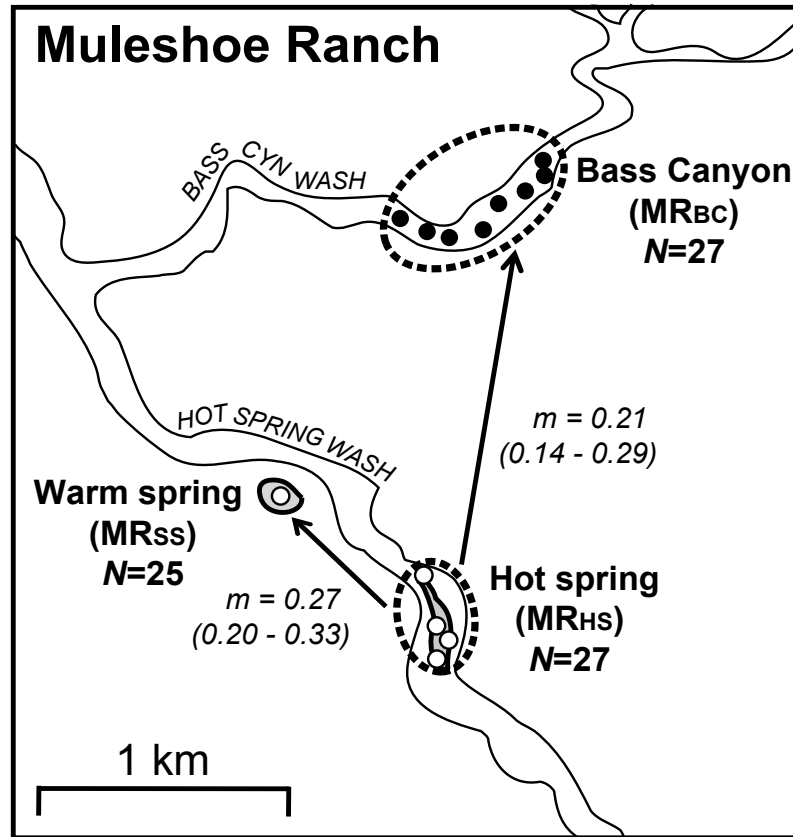 Muleshoe Ranch
BASS CYN WASH
Bass Canyon
(MRBC)
N=27
m = 0.21
(0.14 - 0.29)
HOT SPRING WASH
Warm spring
(MRSS)
N=25
m = 0.27
(0.20 - 0.33)
Hot spring
(MRHS)
N=27
1 km